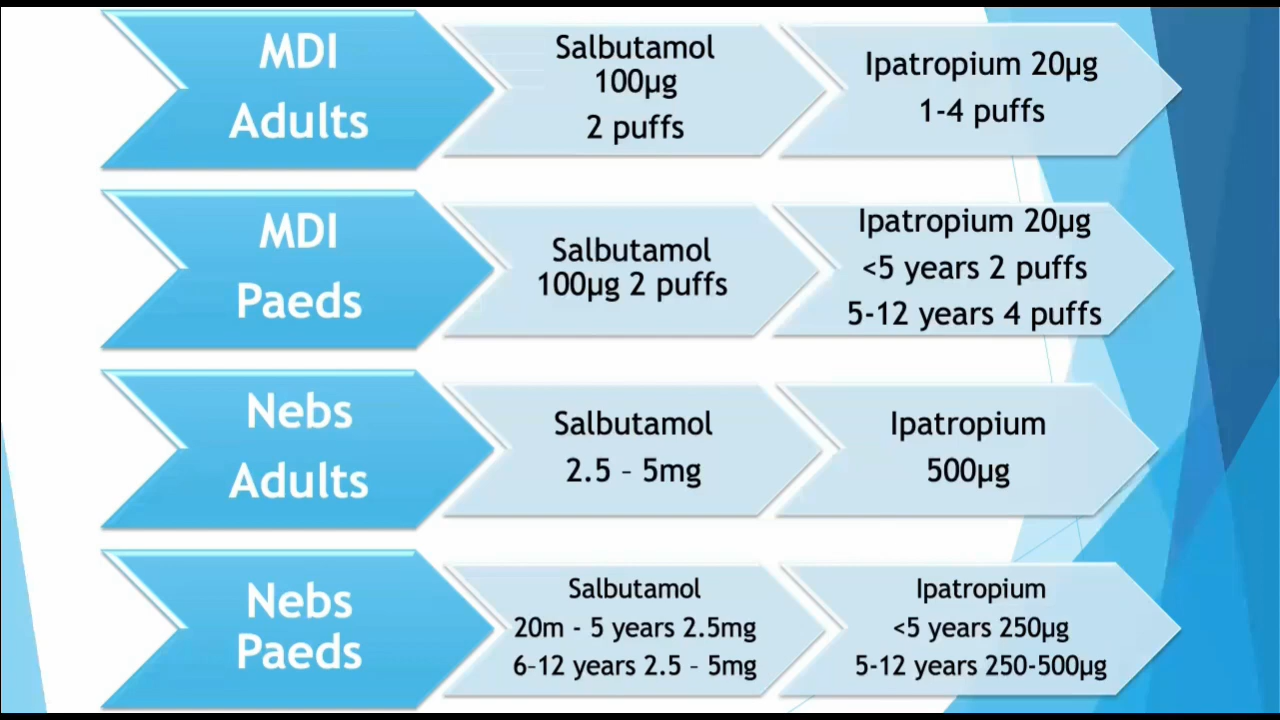 MDI
Adults
Salbutamol
100µg
2 puffs
Ipatropium 20µg
1-4 puffs
MDI
Paeds
Salbutamol
100µg 2 puffs
Ipatropium 20µg
<5 years 2 puffs
5-12 years 4 puffs
Nebs
Adults
Salbutamol
2.5 – 5mg
Ipatropium
500µg
Nebs
Paeds
Salbutamol
20m - 5 years 2.5mg
6–12 years 2.5 – 5mg
Ipatropium
<5 years 250µg
5-12 years 250-500µg